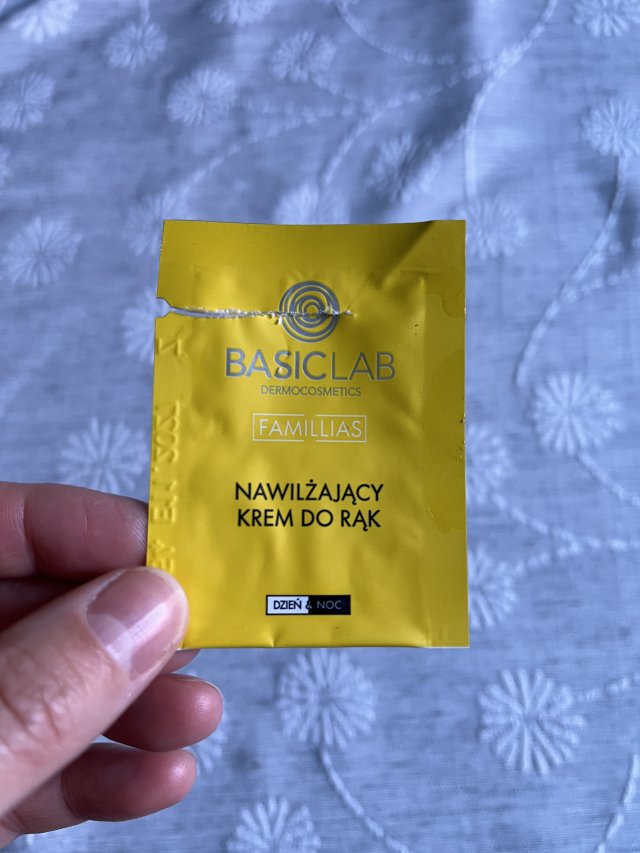 BASICLAB
DERMOCOSMETICS
FAMILLIAS
NAWILŻAJĄCY
KREM DO RĄK
DZIEŃ & NOC